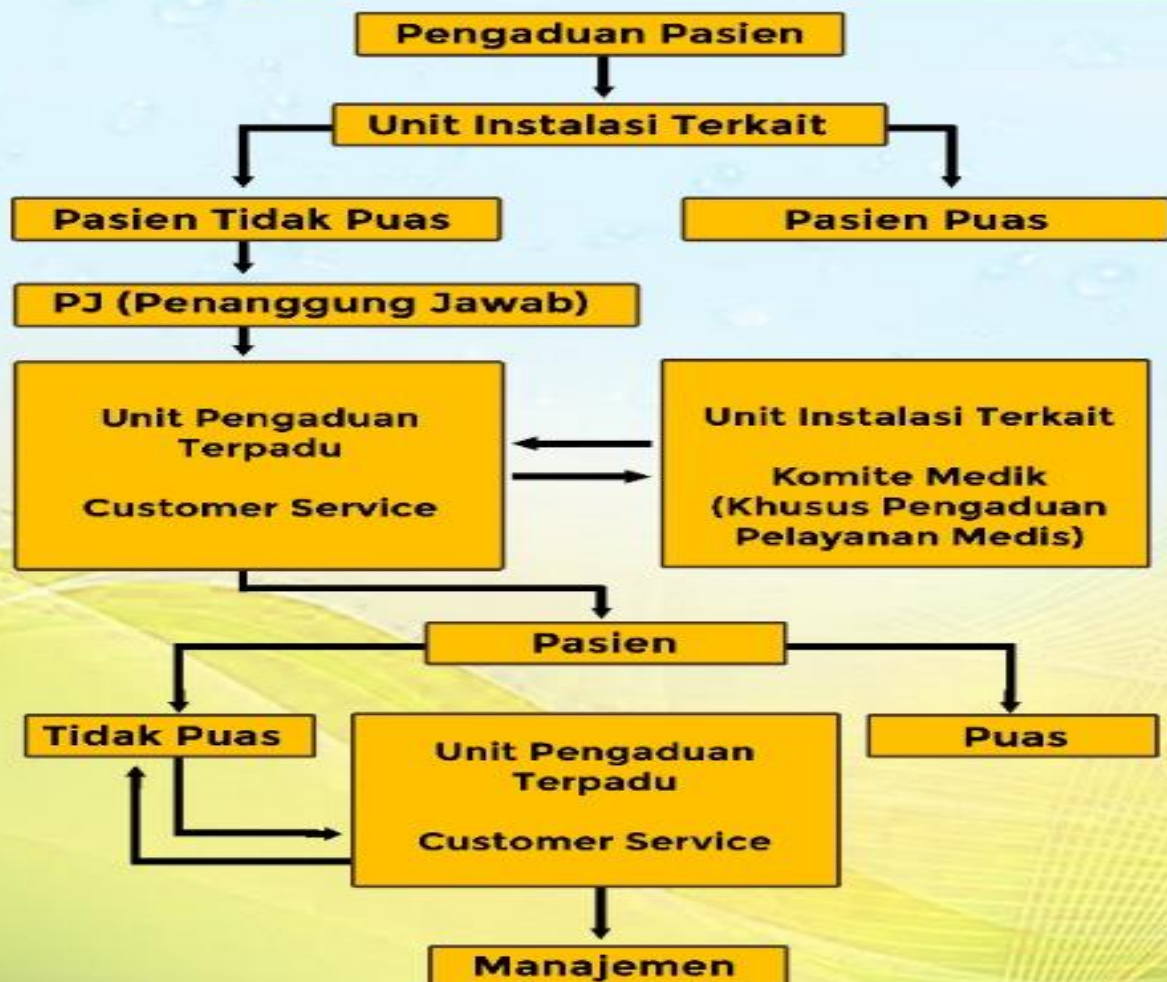 Pengaduan Pasien
Unit Instalasi Terkait
Pasien Tidak Puas
Pasien Puas
PJ (Penanggung Jawab)
Unit Pengaduan
Terpadu
Customer Service
Unit Instalasi Terkait
Komite Medik
(Khusus Pengaduan
Pelayanan Medis)
Pasien
Tidak Puas
Unit Pengaduan
Terpadu
Customer Service
Puas
Manajemen